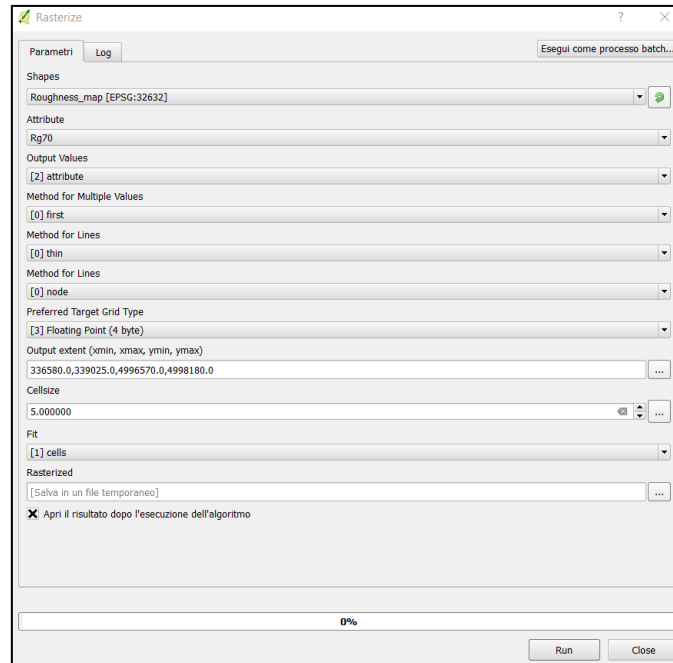 Rasterize
?
Parametri
Log
Esegui come processo batch...
Shapes
Roughness_map [EPSG:32632]
Attribute
Rg70
Output Values
[2] attribute
Method for Multiple Values
[0] first
Method for Lines
[0] thin
Method for Lines
[0] node
Preferred Target Grid Type
[3] Floating Point (4 byte)
Output extent (xmin, xmax, ymin, ymax)
336580.0,339025.0,4996570.0,4998180.0
...
Cellsize
5.000000
...
Fit
[1] cells
Rasterized
[Salva in un file temporaneo]
...
Apri il risultato dopo l'esecuzione dell'algoritmo
0%
Run
Close